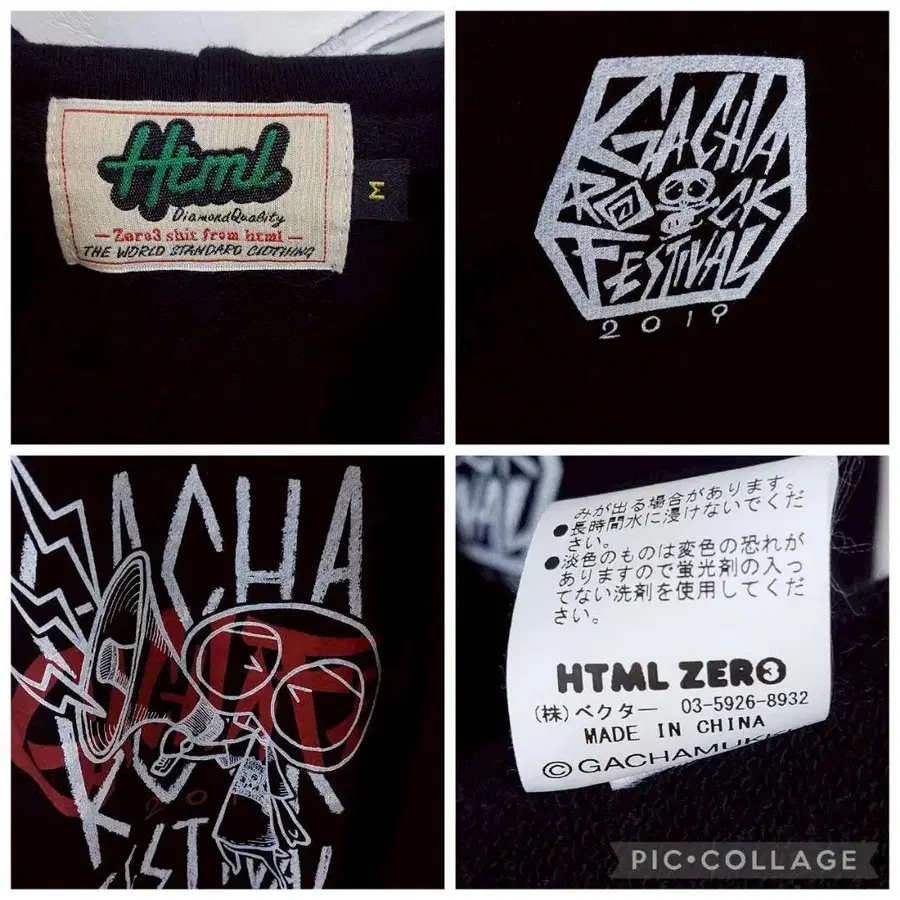 Html
DiamondQuality
— Zero3 shit from html —
THE WORLD STANDARD CLOTHING
M
GACHA
ROCK
FESTIVAL
2019
ACHA
みが出る場合があります。
●長時間水に浸けないでくだ
さい。
●淡色のものは変色の恐れが
ありますので蛍光剤の入っ
てない洗剤を使用してくだ
さい。
HTML ZERO3
(株)ベクター 03-5926-8932
MADE IN CHINA
©GACHAMUK
PIC•COLLAGE